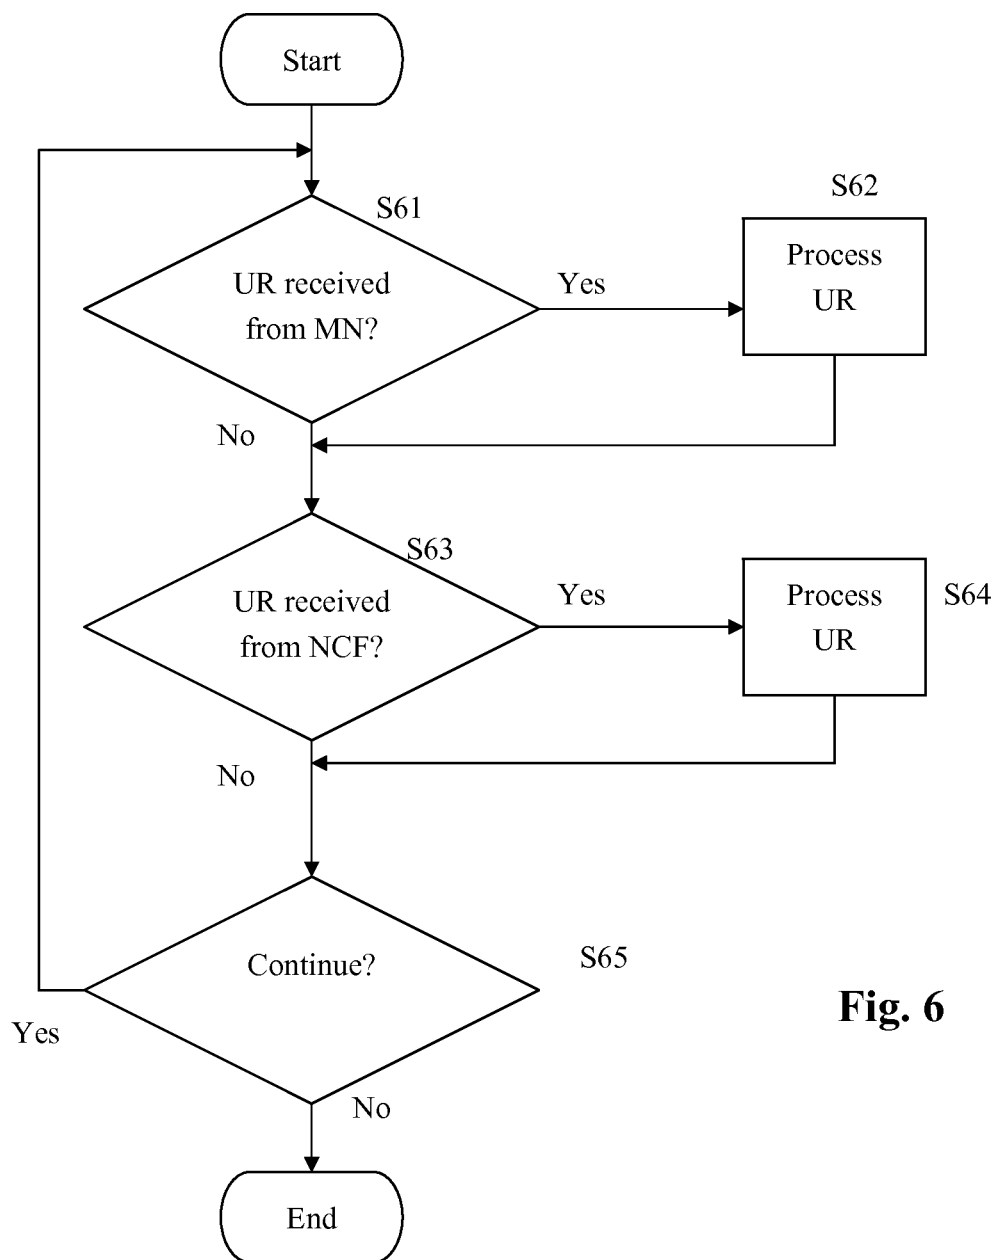 Start
S61
S62
UR received
from MN?
Yes
Process
UR
No
S63
UR received
from NCF?
Yes
Process
UR
S64
No
Continue?
S65
Yes
Fig. 6
No
End